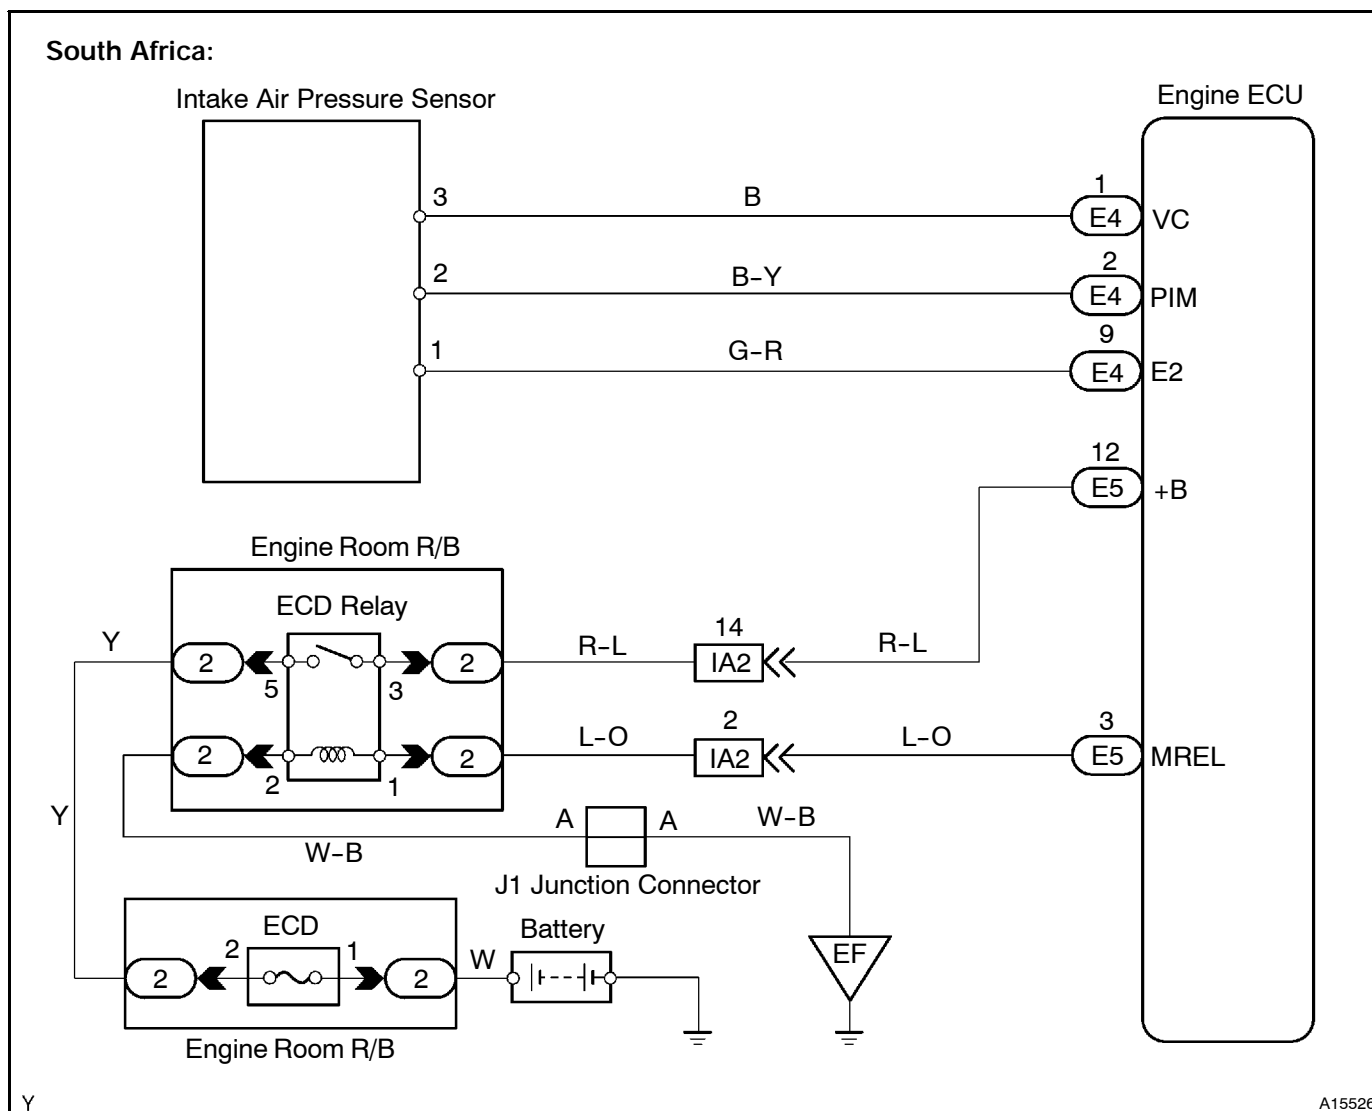 South Africa:
Intake Air Pressure Sensor
Engine ECU
3
B
1
E4
VC
2
B-Y
2
E4
PIM
1
G-R
9
E4
E2
12
E5
+B
Engine Room R/B
ECD Relay
Y
2
5
3
2
R-L
14
IA2
R-L
2
2
1
2
L-O
2
IA2
L-O
3
E5
MREL
Y
W-B
A
A
W-B
J1 Junction Connector
ECD
2
2
1
2
W
Battery
EF
Engine Room R/B
Y
A15526